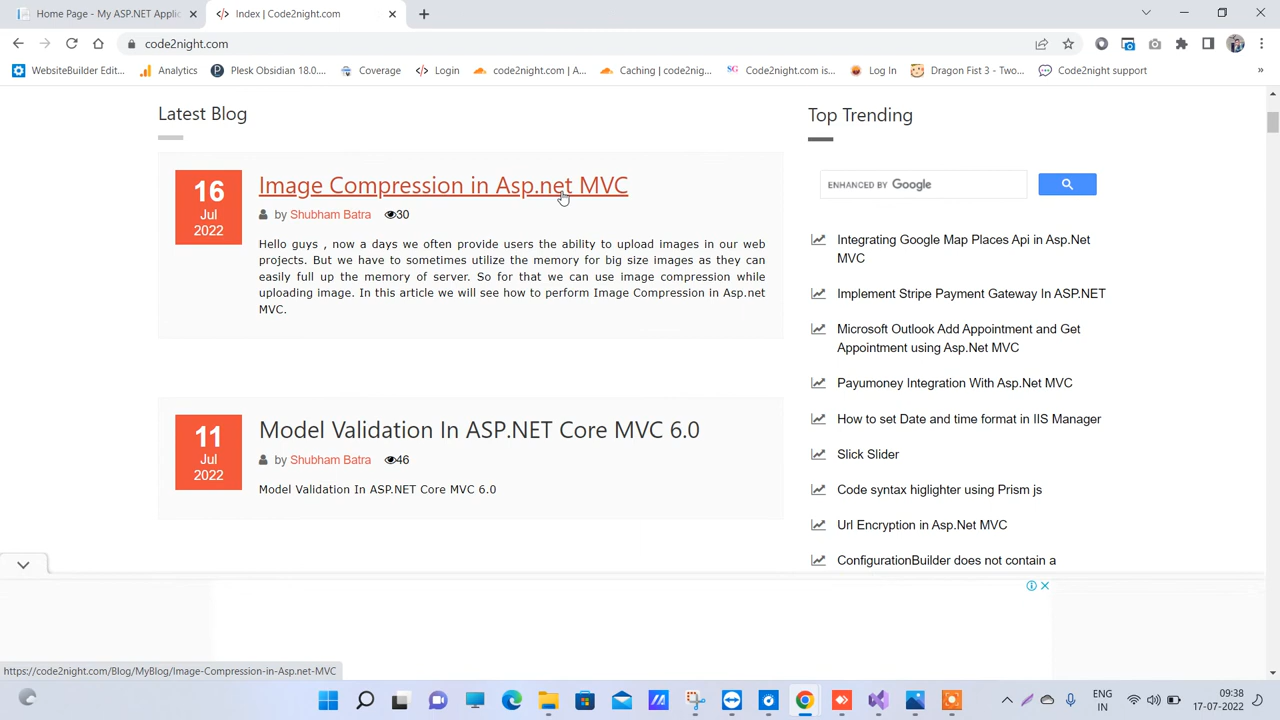 Home Page - My ASP.NET Applic
Index | Code2night.com
code2night.com
WebsiteBuilder Edit...
Analytics
Plesk Obsidian 18.0....
Coverage
Login
code2night.com | A...
Caching | code2nig...
Code2night.com is...
Log In
Dragon Fist 3 - Two...
Code2night support
»
Latest Blog
16
Jul
2022
Image Compression in Asp.net MVC
by Shubham Batra 30
Hello guys , now a days we often provide users the ability to upload images in our web
projects. But we have to sometimes utilize the memory for big size images as they can
easily full up the memory of server. So for that we can use image compression while
uploading image. In this article we will see how to perform Image Compression in Asp.net
MVC.
11
Jul
2022
Model Validation In ASP.NET Core MVC 6.0
by Shubham Batra 46
Model Validation In ASP.NET Core MVC 6.0
Top Trending
ENHANCED BY Google
Integrating Google Map Places Api in Asp.Net
MVC
Implement Stripe Payment Gateway In ASP.NET
Microsoft Outlook Add Appointment and Get
Appointment using Asp.Net MVC
Payumoney Integration With Asp.Net MVC
How to set Date and time format in IIS Manager
Slick Slider
Code syntax higlighter using Prism js
Url Encryption in Asp.Net MVC
ConfigurationBuilder does not contain a
https://code2night.com/Blog/MyBlog/Image-Compression-in-Asp.net-MVC
ENG
IN
09:38
17-07-2022